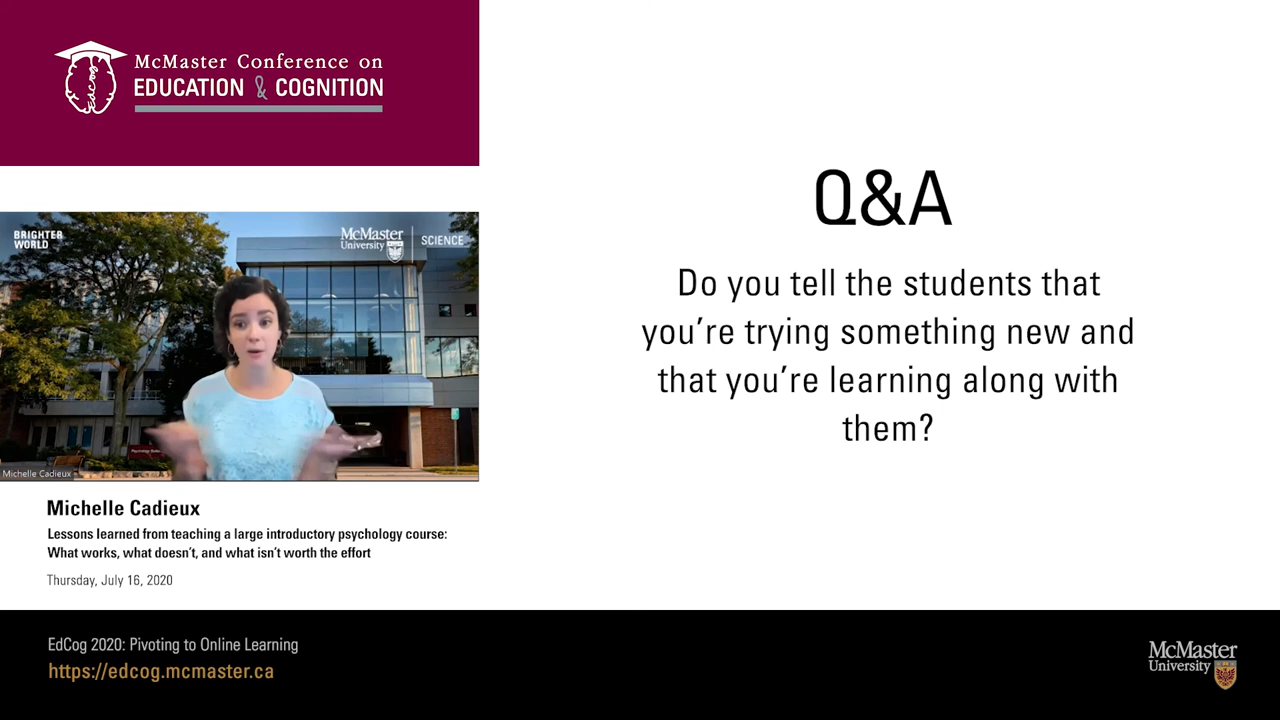 McMaster Conference on
EDUCATION & COGNITION
edcog
BRIGHTER
WORLD
McMaster
University
SCIENCE
Michelle Cadieux
Michelle Cadieux
Lessons learned from teaching a large introductory psychology course:
What works, what doesn't, and what isn't worth the effort
Thursday, July 16, 2020
Q&A
Do you tell the students that
you're trying something new and
that you're learning along with
them?
EdCog 2020: Pivoting to Online Learning
https://edcog.mcmaster.ca
McMaster
University